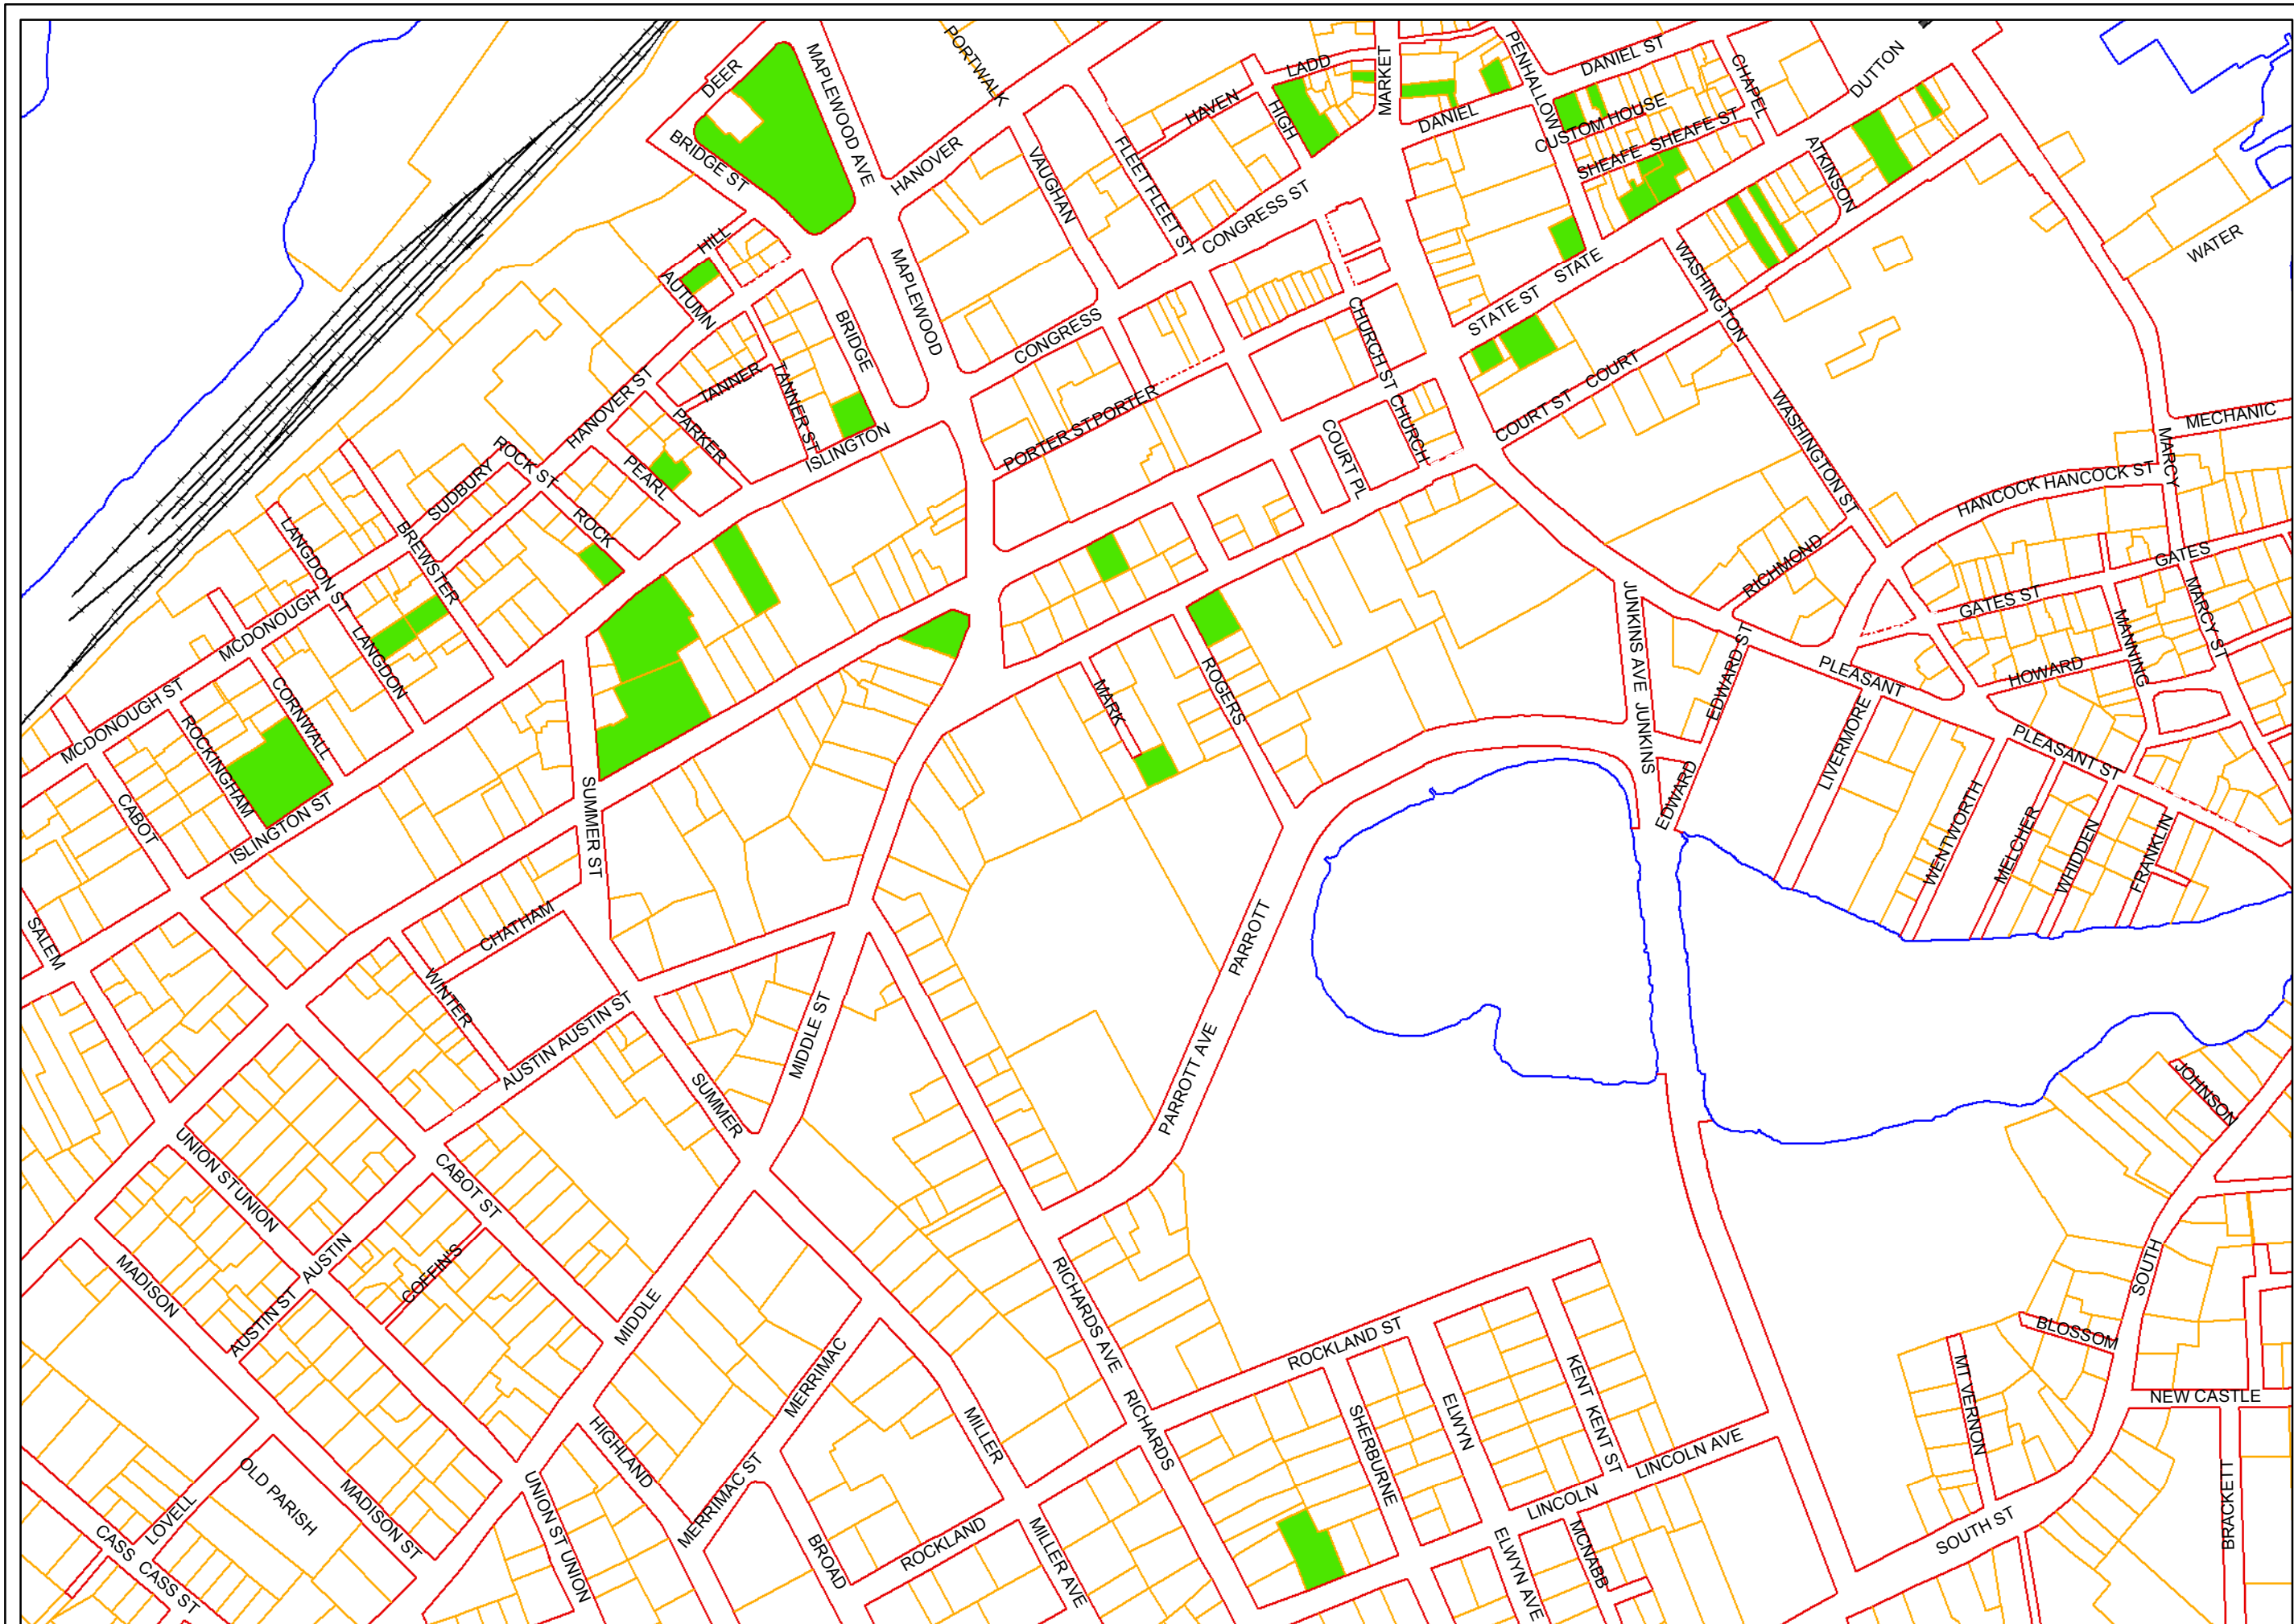 PORTWALK
MAPLEWOOD AVE
DEER
BRIDGE ST
HANOVER
VAUGHAN
LADD
MARKET
HAVEN
HIGH
FLEET
FLEET ST
CONGRESS ST
PENHALLOW
DANIEL ST
DANIEL
CHAPEL
DUTTON
CUSTOM HOUSE
SHEAFE
SHEAFE ST
ATKINSON
WATER
HILL
AUTUMN
MAPLEWOOD
BRIDGE
CONGRESS
STATE ST
STATE
WASHINGTON
CHURCH ST
TANNER
TANNER ST
HANOVER ST
PARKER
ISLINGTON
PORTER ST
PORTER
CHURCH
COURT PL
COURT ST
COURT
WASHINGTON ST
WASHINGTON
MECHANIC
MARCY
ROCK ST
PEARL
SUDBURY
ROCK
HANCOCK
HANCOCK ST
LANGDON ST
BREWSTER
RICHMOND
GATES
GATES ST
MARCY ST
MANNING
MCDONOUGH
LANGDON
JUNKINS AVE
EDWARD ST
PLEASANT
HOWARD
MCDONOUGH ST
CORNWALL
ROCKINGHAM
MARK
ROGERS
JUNKINS
LIVERMORE
PLEASANT ST
CABOT
ISLINGTON ST
SUMMER ST
EDWARD
WENTWORTH
MELCHER
WHIDDEN
FRANKLIN
SALEM
CHATHAM
WINTER
PARROTT
AUSTIN
AUSTIN ST
MIDDLE ST
PARROTT AVE
SUMMER
JOHNSON
UNION ST
UNION
CABOT ST
MADISON
AUSTIN
AUSTIN ST
COFFIN'S
MIDDLE
RICHARDS AVE
SOUTH
BLOSSOM
MERRIMAC
ROCKLAND ST
KENT
KENT ST
MT VERNON
NEW CASTLE
RICHARDS
SHERBURNE
ELWYN
MILLER
HIGHLAND
LINCOLN AVE
LINCOLN
OLD PARISH
LOVELL
MADISON ST
MERRIMAC ST
UNION ST
UNION
BRACKETT
SOUTH ST
CASS
CASS ST
BROAD
ROCKLAND
MILLER AVE
ELWYN AVE
MCNABB